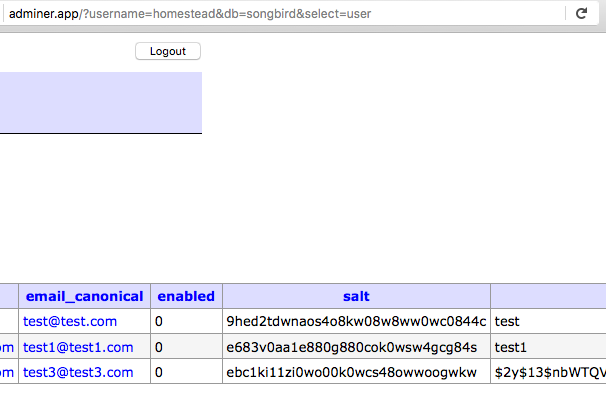 adminer.app/?username=homestead&db=songbird&select=user
Logout
email_canonical enabled salt
test@test.com 0 9hed2tdwnaos4o8kw08w8ww0wc0844c test
om test1@test1.com 0 e683v0aa1e880g880cok0wsw4gcg84s test1
om test3@test3.com 0 ebc1ki11zi0wo00k0wcs48owwoogwkw $2y$13$nbWTQV